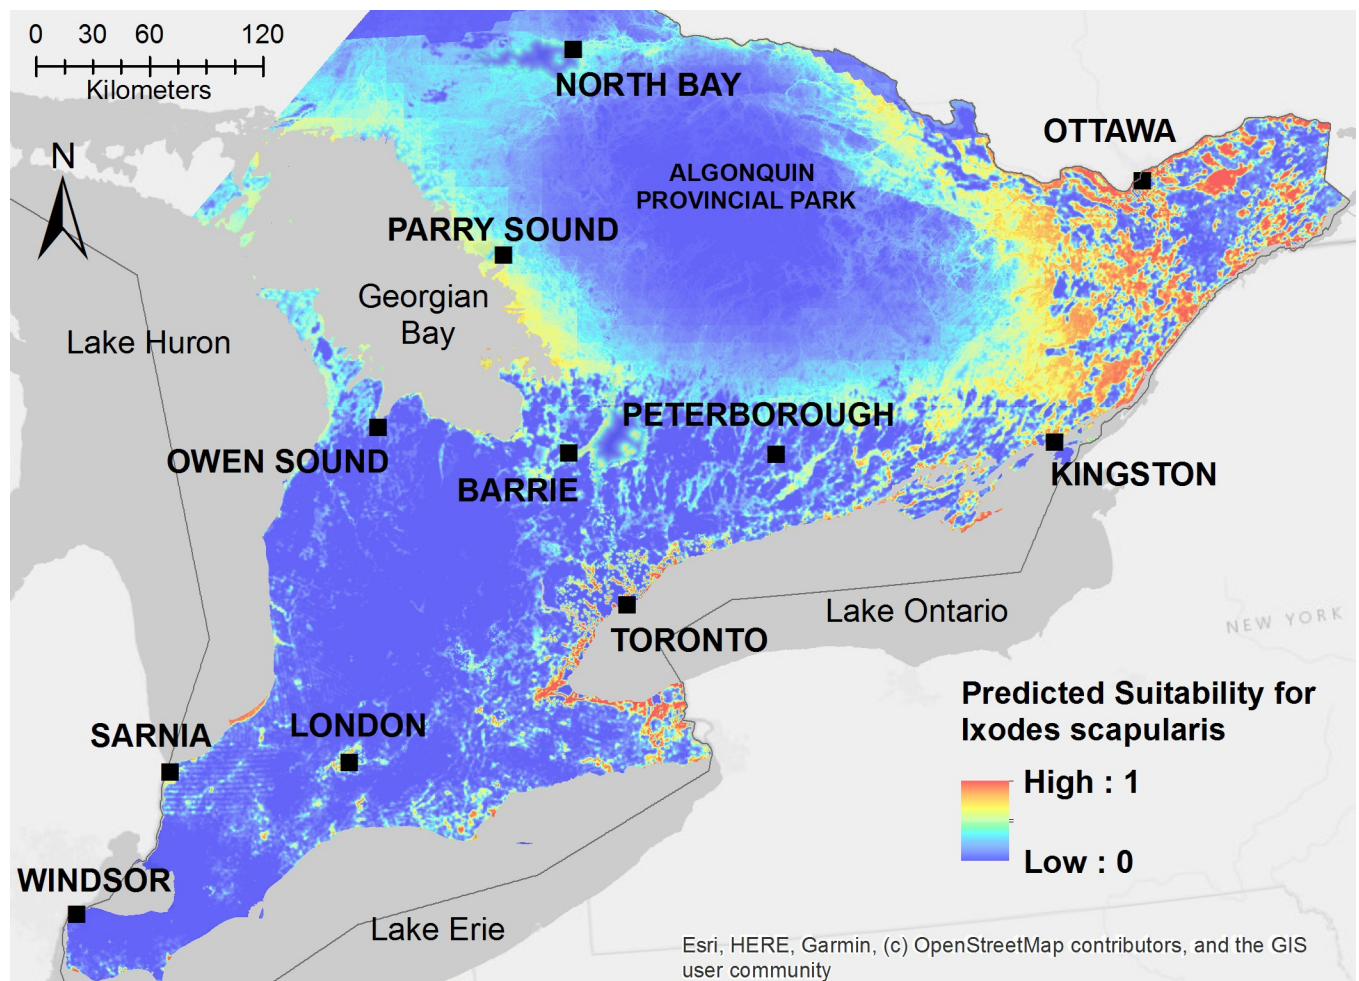 0 30 60 120
Kilometers
N
NORTH BAY
OTTAWA
ALGONQUIN
PROVINCIAL PARK
PARRY SOUND
Georgian
Bay
Lake Huron
PETERBOROUGH
OWEN SOUND
BARRIE
KINGSTON
Lake Ontario
NEW YORK
TORONTO
Predicted Suitability for
Ixodes scapularis
High : 1
Low : 0
SARNIA
LONDON
WINDSOR
Lake Erie
Esri, HERE, Garmin, (c) OpenStreetMap contributors, and the GIS
user community